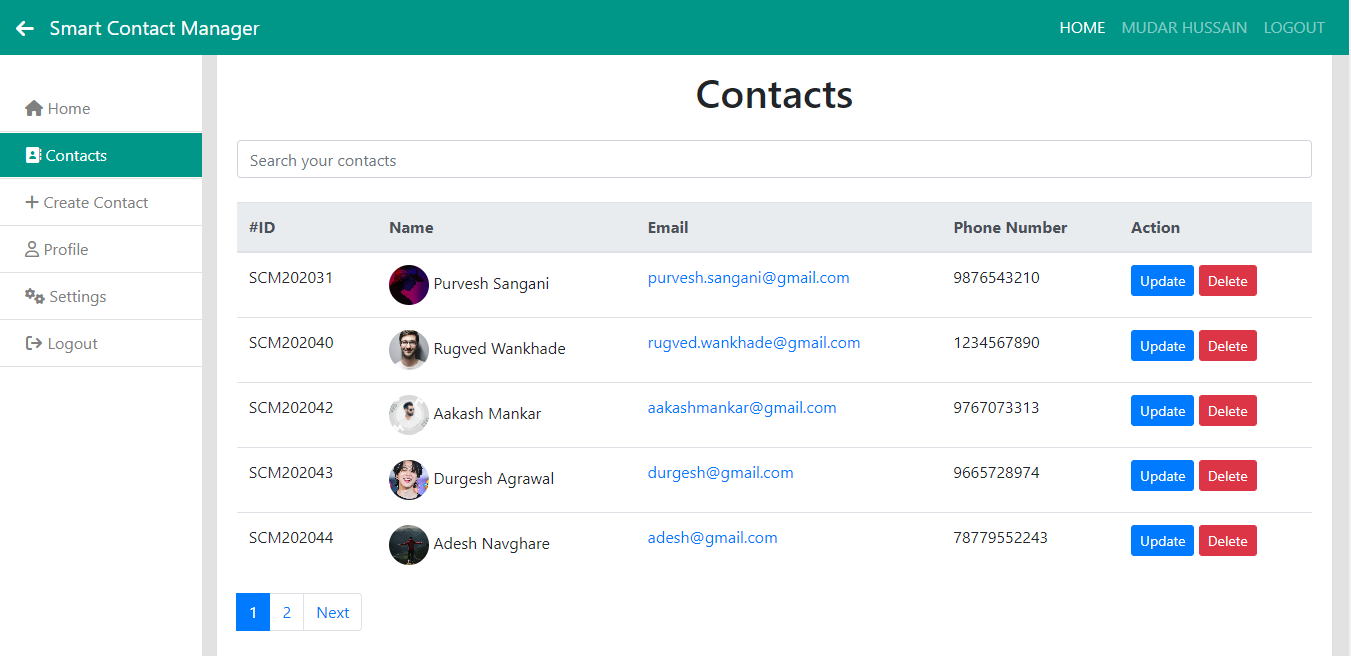 Smart Contact Manager HOME MUDAR HUSSAIN LOGOUT
Home
Contacts
Create Contact
Profile
Settings
Logout
Contacts
Search your contacts
#ID Name Email Phone Number Action
SCM202031 Purvesh Sangani purvesh.sangani@gmail.com 9876543210 Update Delete
SCM202040 Rugved Wankhade rugved.wankhade@gmail.com 1234567890 Update Delete
SCM202042 Aakash Mankar aakashmankar@gmail.com 9767073313 Update Delete
SCM202043 Durgesh Agrawal durgesh@gmail.com 9665728974 Update Delete
SCM202044 Adesh Navghare adesh@gmail.com 78779552243 Update Delete
1 2 Next